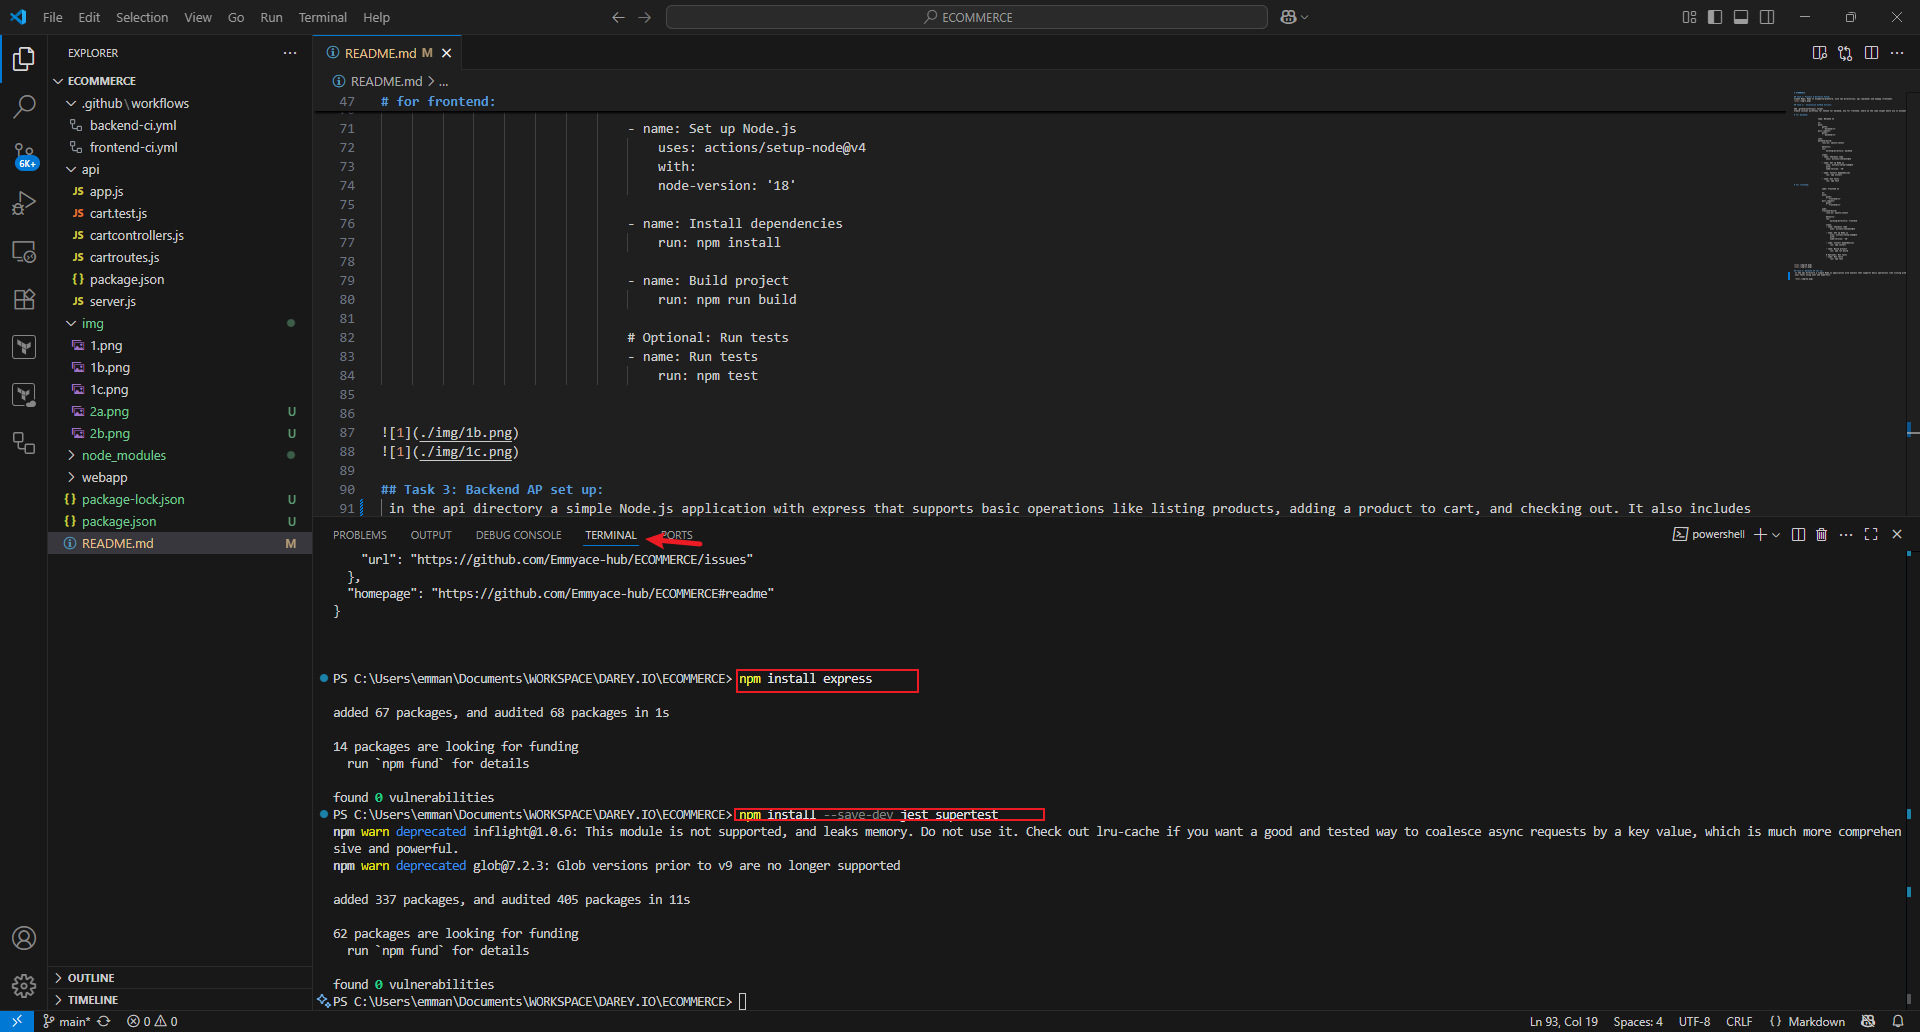 File Edit Selection View Go Run Terminal Help
ECOMMERCE
EXPLORER
ECOMMERCE
.github\workflows
backend-ci.yml
frontend-ci.yml
api
JS app.js
JS cart.test.js
JS cartcontrollers.js
JS cartroutes.js
{} package.json
JS server.js
img
1.png
1b.png
1c.png
2a.png U
2b.png U
node_modules
webapp
{} package-lock.json U
{} package.json U
README.md M
OUTLINE
TIMELINE
6K+
README.md M
README.md > ...
47 # for frontend:
71 - name: Set up Node.js
72 uses: actions/setup-node@v4
73 with:
74 node-version: '18'
75
76 - name: Install dependencies
77 run: npm install
78
79 - name: Build project
80 run: npm run build
81
82 # Optional: Run tests
83 - name: Run tests
84 run: npm test
85
86
87 ![1](./img/1b.png)
88 ![1](./img/1c.png)
89
90 ## Task 3: Backend AP set up:
91 in the api directory a simple Node.js application with express that supports basic operations like listing products, adding a product to cart, and checking out. It also includes
PROBLEMS OUTPUT DEBUG CONSOLE TERMINAL PORTS
powershell
"url": "https://github.com/Emmyace-hub/ECOMMERCE/issues"
},
"homepage": "https://github.com/Emmyace-hub/ECOMMERCE#readme"
}
PS C:\Users\emman\Documents\WORKSPACE\DAREY.IO\ECOMMERCE> npm install express
added 67 packages, and audited 68 packages in 1s
14 packages are looking for funding
run `npm fund` for details
found 0 vulnerabilities
PS C:\Users\emman\Documents\WORKSPACE\DAREY.IO\ECOMMERCE> npm install --save-dev jest supertest
npm warn deprecated inflight@1.0.6: This module is not supported, and leaks memory. Do not use it. Check out lru-cache if you want a good and tested way to coalesce async requests by a key value, which is much more comprehen
sive and powerful.
npm warn deprecated glob@7.2.3: Glob versions prior to v9 are no longer supported
added 337 packages, and audited 405 packages in 11s
62 packages are looking for funding
run `npm fund` for details
found 0 vulnerabilities
PS C:\Users\emman\Documents\WORKSPACE\DAREY.IO\ECOMMERCE>
main* 0 0 Ln 93, Col 19 Spaces: 4 UTF-8 CRLF {} Markdown